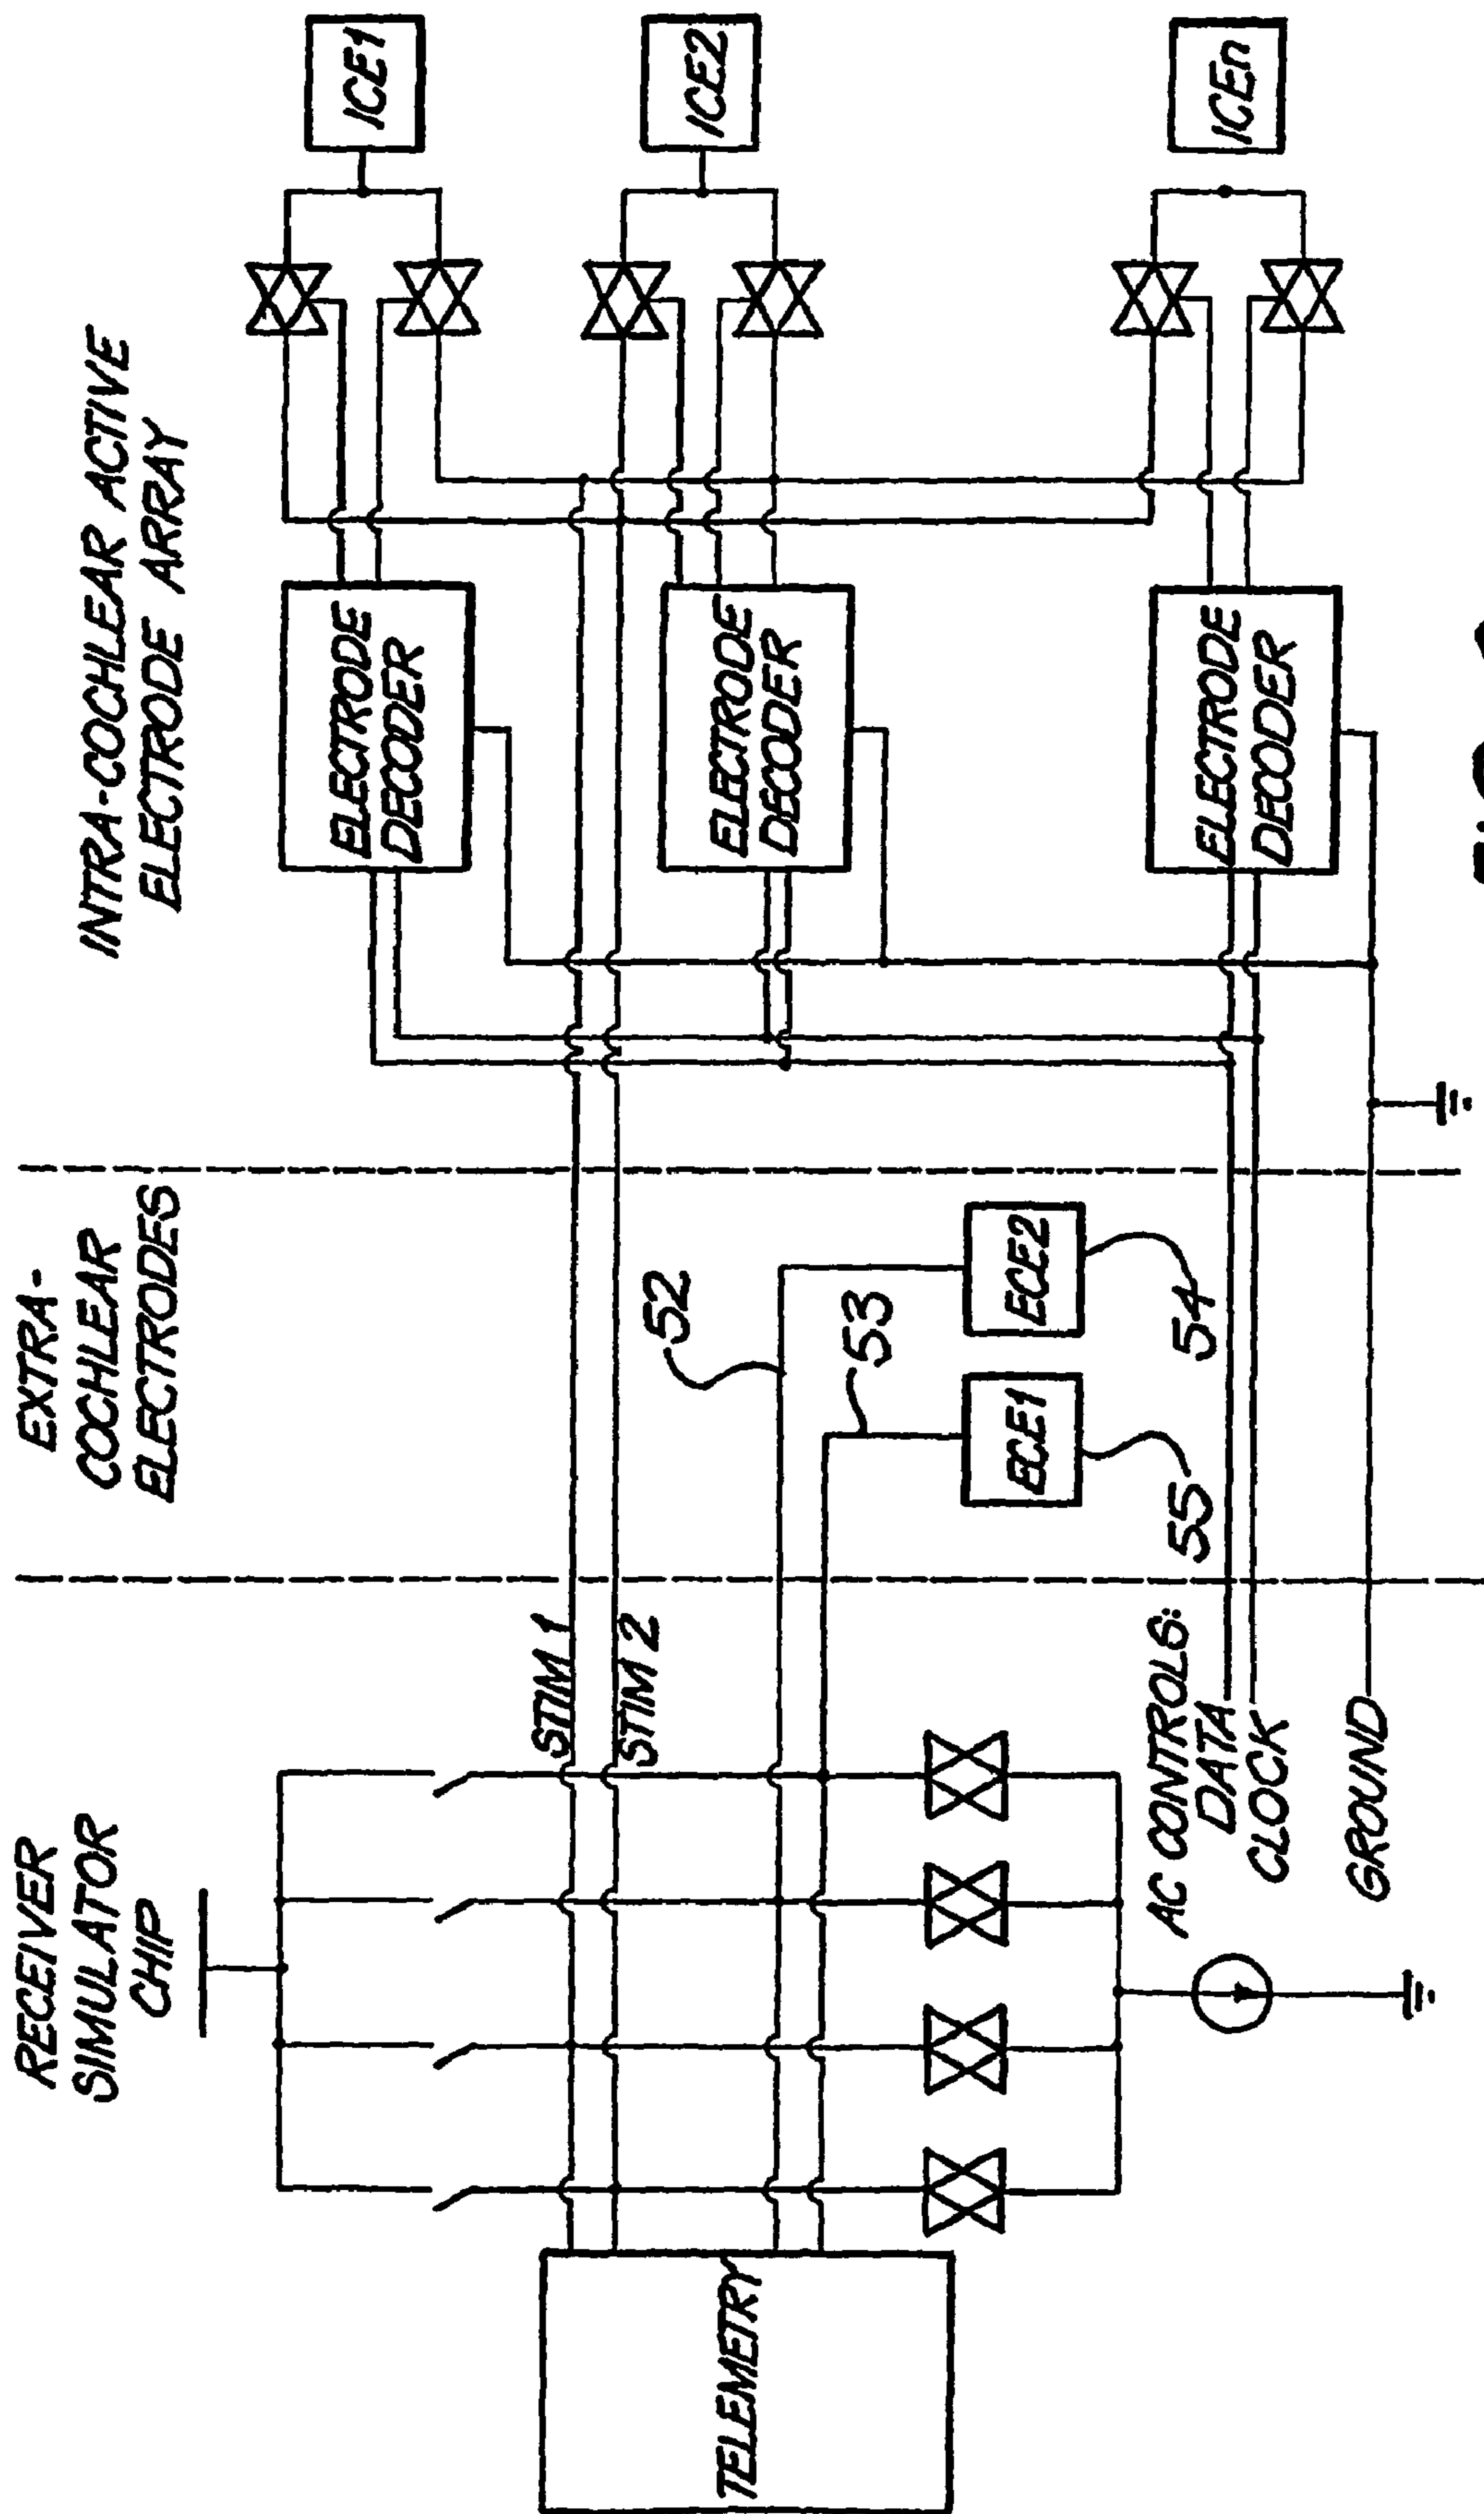 RECEIVER
SIMULATOR
CHIP
EXTRA-
COCHLEAR
ELECTRODES
INTRA-COCHLEAR ACTIVE
ELECTRODE ARRAY
TELEMETRY
STIM 1
STIM 2
52
53
ECE1
ECE2
55
54
AC CONTROLS:
DATA
CLOCK
GROUND
ELECTRODE
DECODER
ELECTRODE
DECODER
ELECTRODE
DECODER
ICE1
ICE2
ICEn